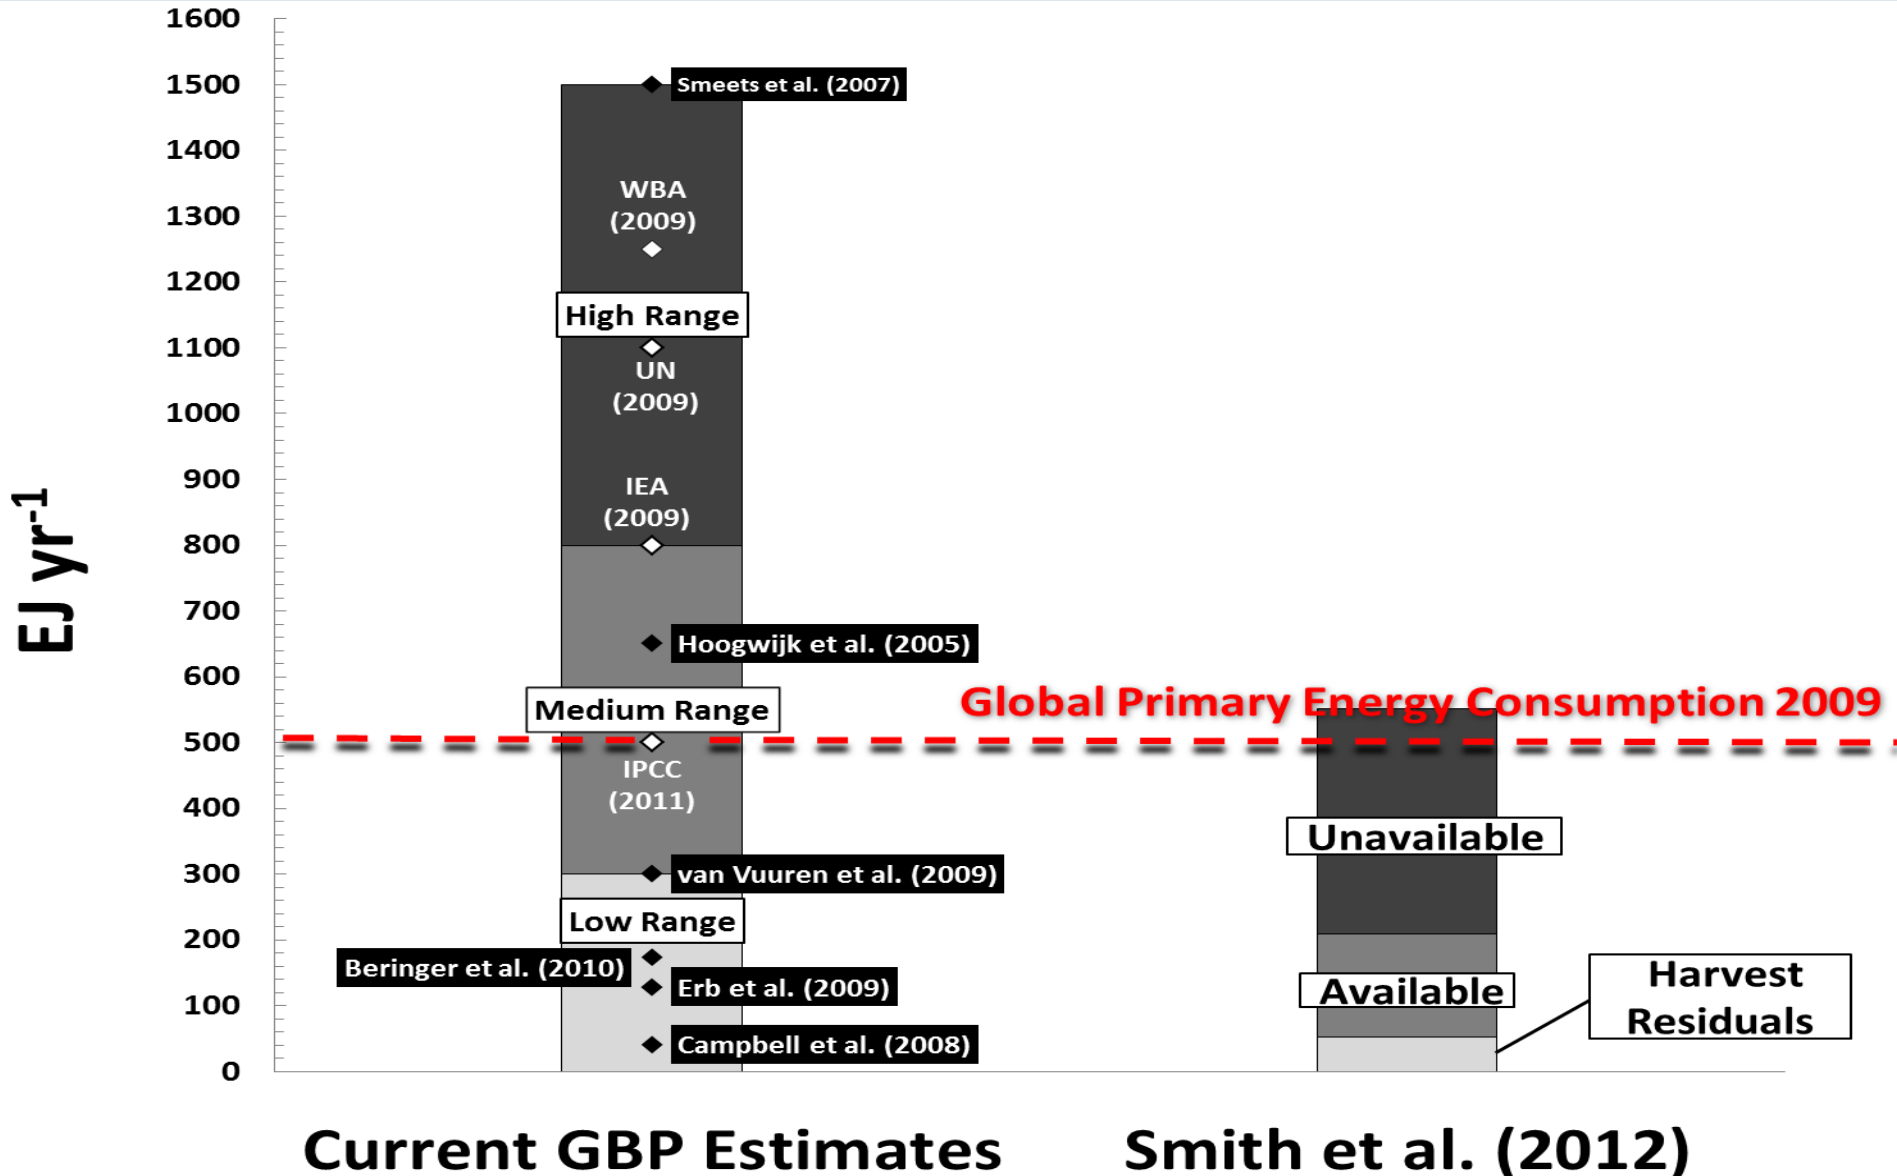 1600
1500
1400
1300
1200
1100
1000
900
800
700
600
500
400
300
200
100
0
EJ yr-1
Smeets et al. (2007)
WBA
(2009)
High Range
UN
(2009)
IEA
(2009)
Hoogwijk et al. (2005)
Medium Range
IPCC
(2011)
van Vuuren et al. (2009)
Low Range
Beringer et al. (2010)
Erb et al. (2009)
Campbell et al. (2008)
Global Primary Energy Consumption 2009
Unavailable
Available
Harvest
Residuals
Current GBP Estimates
Smith et al. (2012)